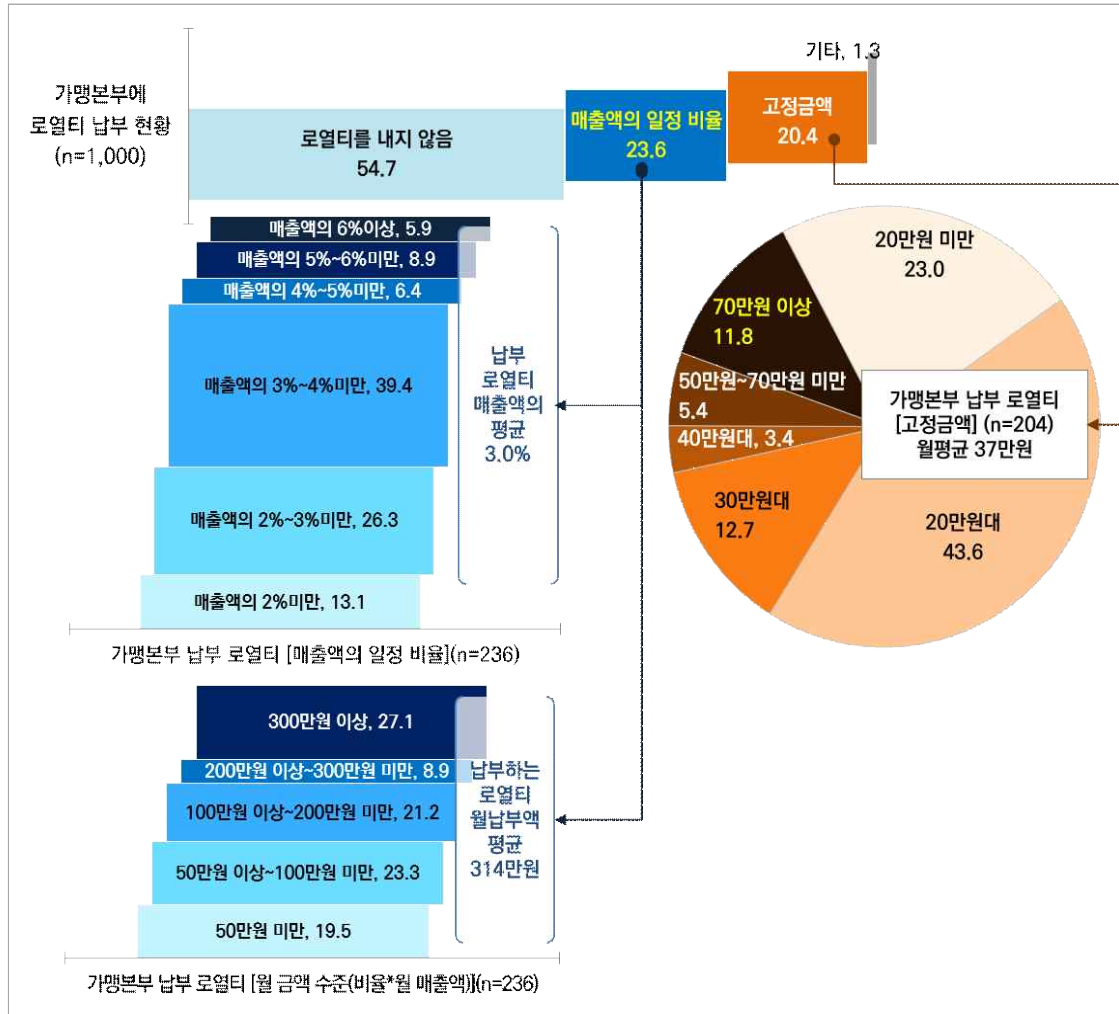 기타, 1.3
가맹본부에
로열티 납부 현황
(n=1,000)
로열티를 내지 않음
54.7
매출액의 일정 비율
23.6
고정금액
20.4
매출액의 6%이상, 5.9
매출액의 5%~6%미만, 8.9
매출액의 4%~5%미만, 6.4
매출액의 3%~4%미만, 39.4
매출액의 2%~3%미만, 26.3
매출액의 2%미만, 13.1
납부
로열티
매출액의
평균
3.0%
가맹본부 납부 로열티 [매출액의 일정 비율](n=236)
20만원 미만
23.0
70만원 이상
11.8
50만원~70만원 미만
5.4
40만원대, 3.4
30만원대
12.7
20만원대
43.6
가맹본부 납부 로열티
[고정금액] (n=204)
월평균 37만원
300만원 이상, 27.1
200만원 이상~300만원 미만, 8.9
100만원 이상~200만원 미만, 21.2
50만원 이상~100만원 미만, 23.3
50만원 미만, 19.5
납부하는
로열티
월납부액
평균
314만원
가맹본부 납부 로열티 [월 금액 수준(비율*월 매출액)](n=236)